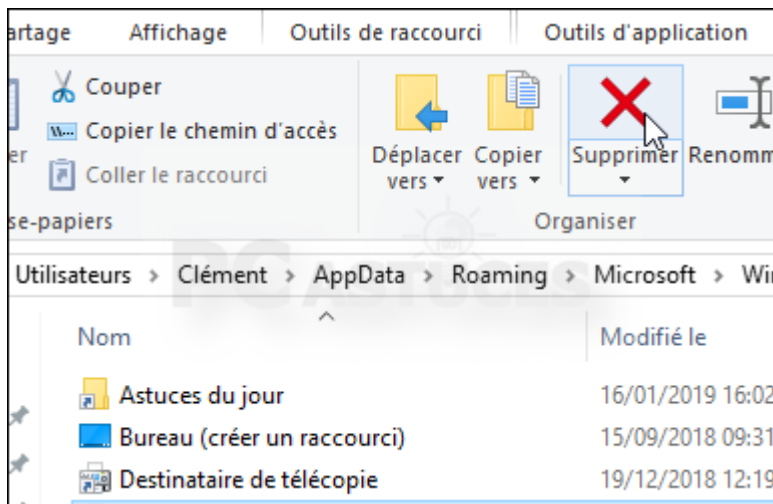 artage Affichage Outils de raccourci Outils d'application
Couper
Copier le chemin d'accès
er
Coller le raccourci
se-papiers
Déplacer vers
Copier vers
Supprimer
Renomm
Organiser
Utilisateurs > Clément > AppData > Roaming > Microsoft > Wi
PC ASTUCES
Nom Modifié le
Astuces du jour 16/01/2019 16:02
Bureau (créer un raccourci) 15/09/2018 09:31
Destinataire de télécopie 19/12/2018 12:19